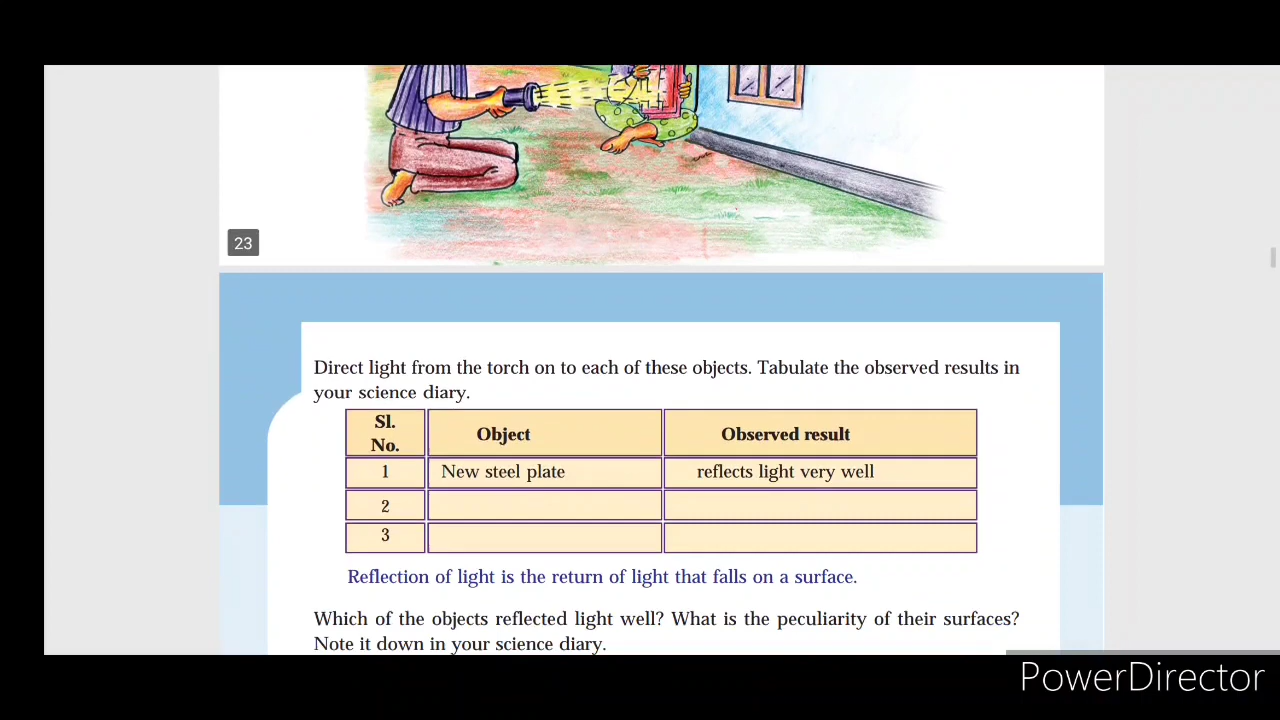 23
Direct light from the torch on to each of these objects. Tabulate the observed results in
your science diary.
Sl.
No.
Object
Observed result
1
New steel plate
reflects light very well
2
3
Reflection of light is the return of light that falls on a surface.
Which of the objects reflected light well? What is the peculiarity of their surfaces?
Note it down in your science diary.
PowerDirector